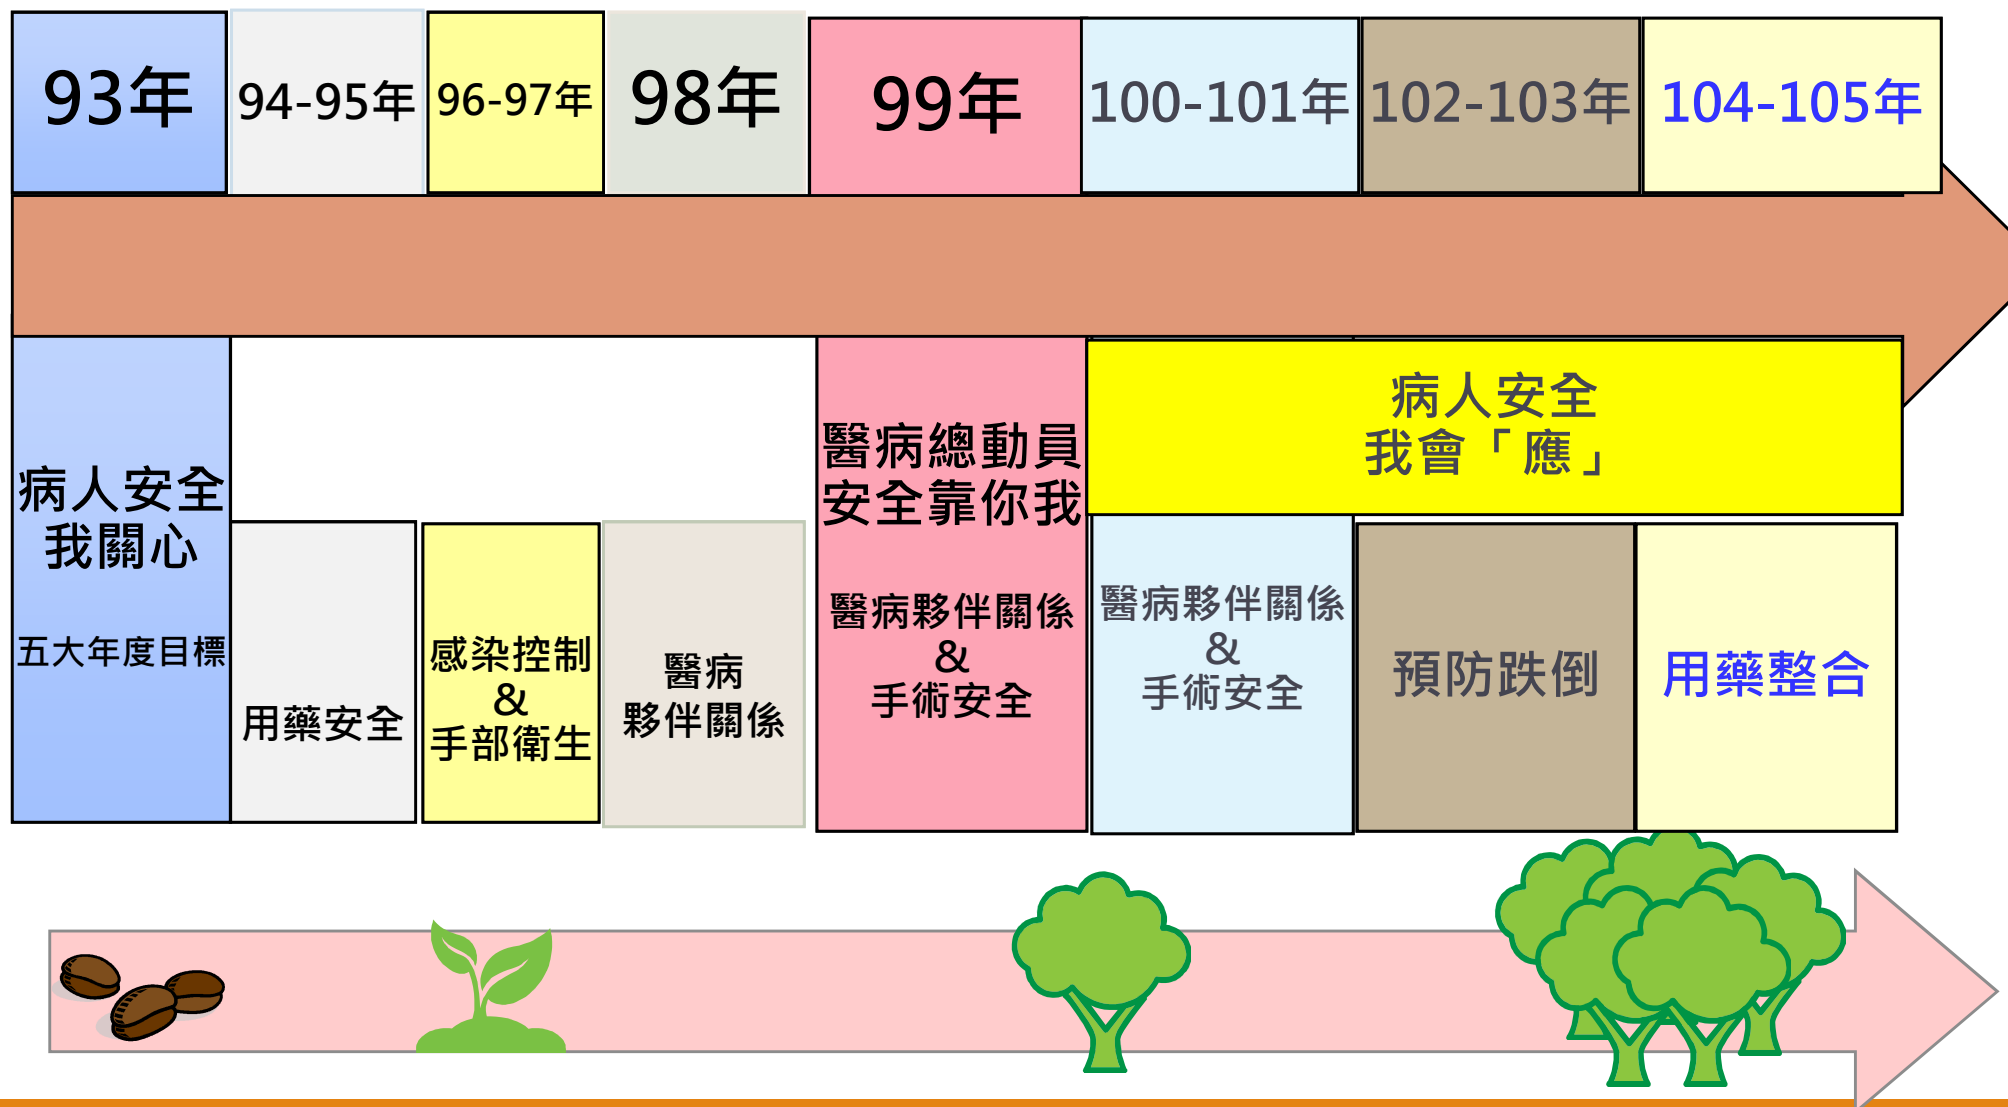 93年
94-95年
96-97年
98年
99年
100-101年
102-103年
104-105年
病人安全
我關心
五大年度目標
用藥安全
感染控制
&
手部衛生
醫病
夥伴關係
醫病總動員
安全靠你我
醫病夥伴關係
&
手術安全
病人安全
我會「應」
醫病夥伴關係
&
手術安全
預防跌倒
用藥整合